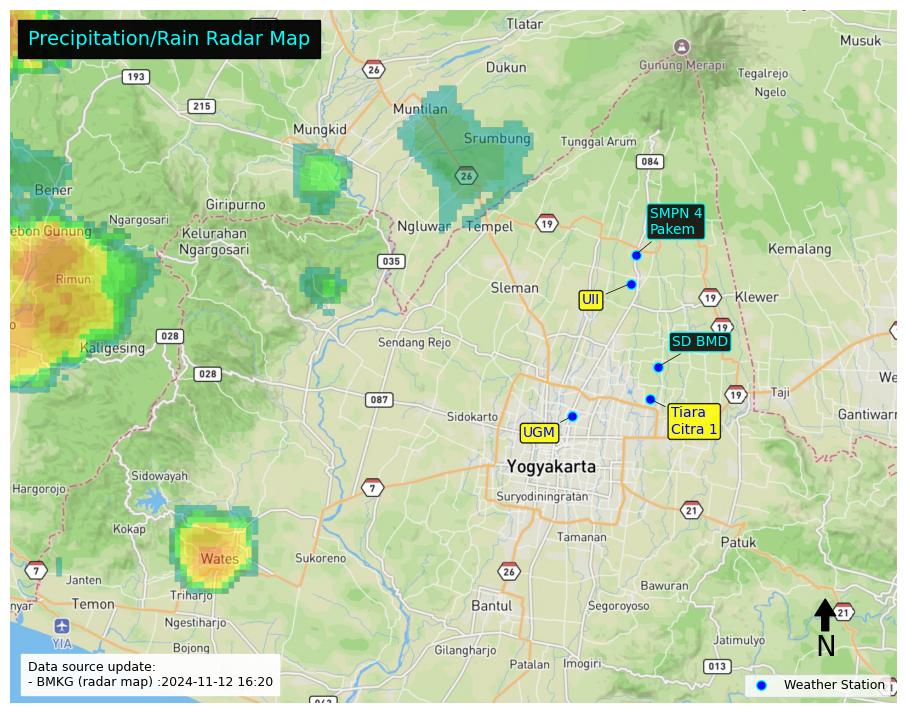 Precipitation/Rain Radar Map
Tlatar
Musuk
26
193
Dukun
Gunung Merapi
Tegalrejo
Ngelo
215
Muntilan
Mungkid
Srumbung
Tunggal Arum
084
26
Bener
Giripurno
SMPN 4
Pakem
Ngargosari
Ngluwar
Tempel
19
ebon Gunung
Kelurahan
Ngargosari
Kemalang
035
Rimun
Sleman
UII
19
Klewer
o
19
028
Kaligesing
Sendang Rejo
SD BMD
028
We
087
19
Taji
Sidokarto
Tiara
Citra 1
Gantiwarn
UGM
Yogyakarta
Sidowayah
Hargorojo
7
Suryodiningratan
21
Kokap
Tamanan
Patuk
Wates
Sukoreno
7
26
Janten
Bawuran
Triharjo
nyar
Temon
Bantul
Segoroyoso
21
Ngestiharjo
YIA
N
Bojong
Jatimulyo
Gilangharjo
Patalan
Imogiri
013
Data source update:
- BMKG (radar map) :2024-11-12 16:20
Weather Station